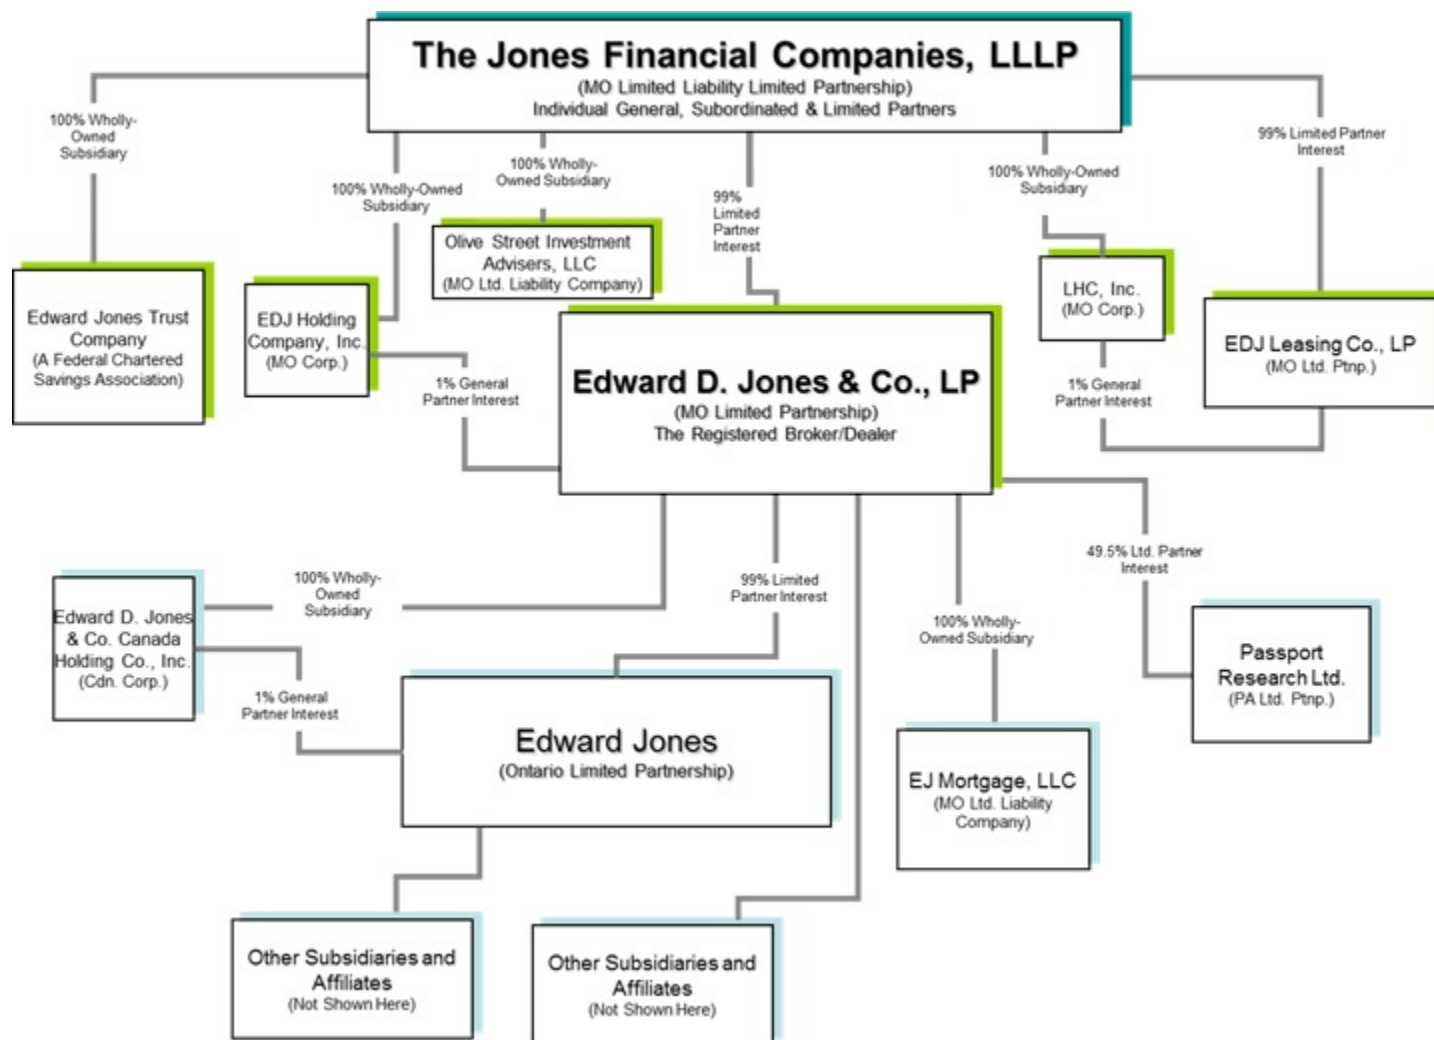 The Jones Financial Companies, LLLP
(MO Limited Liability Limited Partnership)
Individual General, Subordinated & Limited Partners
100% Wholly-
Owned
Subsidiary
100% Wholly-Owned
Subsidiary
100% Wholly-
Owned Subsidiary
99%
Limited
Partner
Interest
100% Wholly-Owned
Subsidiary
99% Limited Partner
Interest
Edward Jones Trust
Company
(A Federal Chartered
Savings Association)
EDJ Holding
Company, Inc.
(MO Corp.)
Olive Street Investment
Advisers, LLC
(MO Ltd. Liability Company)
LHC, Inc.
(MO Corp.)
EDJ Leasing Co., LP
(MO Ltd. Ptnp.)
1% General
Partner Interest
Edward D. Jones & Co., LP
(MO Limited Partnership)
The Registered Broker/Dealer
1% General
Partner Interest
100% Wholly-
Owned
Subsidiary
99% Limited
Partner Interest
100% Wholly-
Owned Subsidiary
49.5% Ltd. Partner
Interest
Edward D. Jones
& Co. Canada
Holding Co., Inc.
(Cdn. Corp.)
1% General
Partner Interest
Edward Jones
(Ontario Limited Partnership)
EJ Mortgage, LLC
(MO Ltd. Liability
Company)
Passport
Research Ltd.
(PA Ltd. Ptnp.)
Other Subsidiaries and
Affiliates
(Not Shown Here)
Other Subsidiaries and
Affiliates
(Not Shown Here)